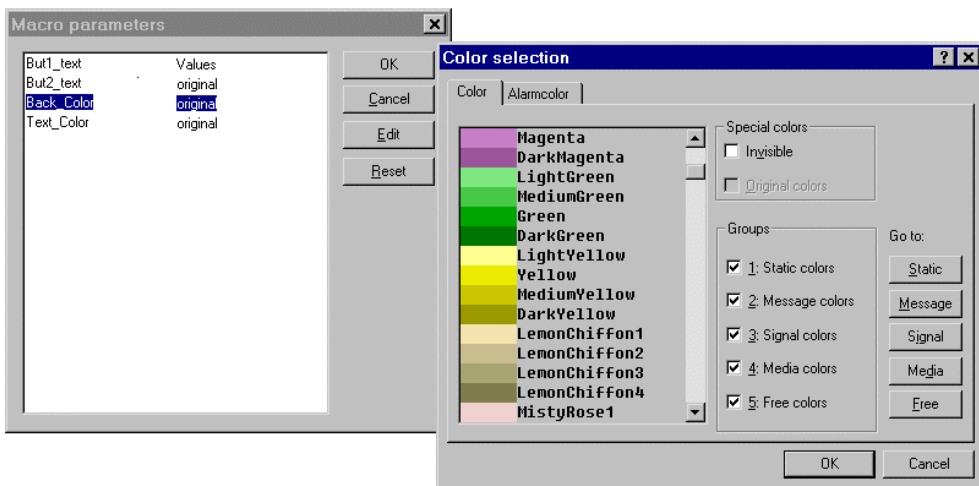 Macro parameters
But1_text Values
But2_text original
Back_Color original
Text_Color original
OK
Cancel
Edit
Reset
Color selection
Color Alarmcolor
Magenta
DarkMagenta
LightGreen
MediumGreen
Green
DarkGreen
LightYellow
Yellow
MediumYellow
DarkYellow
LemonChiffon1
LemonChiffon2
LemonChiffon3
LemonChiffon4
MistyRose1
Special colors
Invisible
Original colors
Groups
1: Static colors
2: Message colors
3: Signal colors
4: Media colors
5: Free colors
Go to:
Static
Message
Signal
Media
Free
OK Cancel